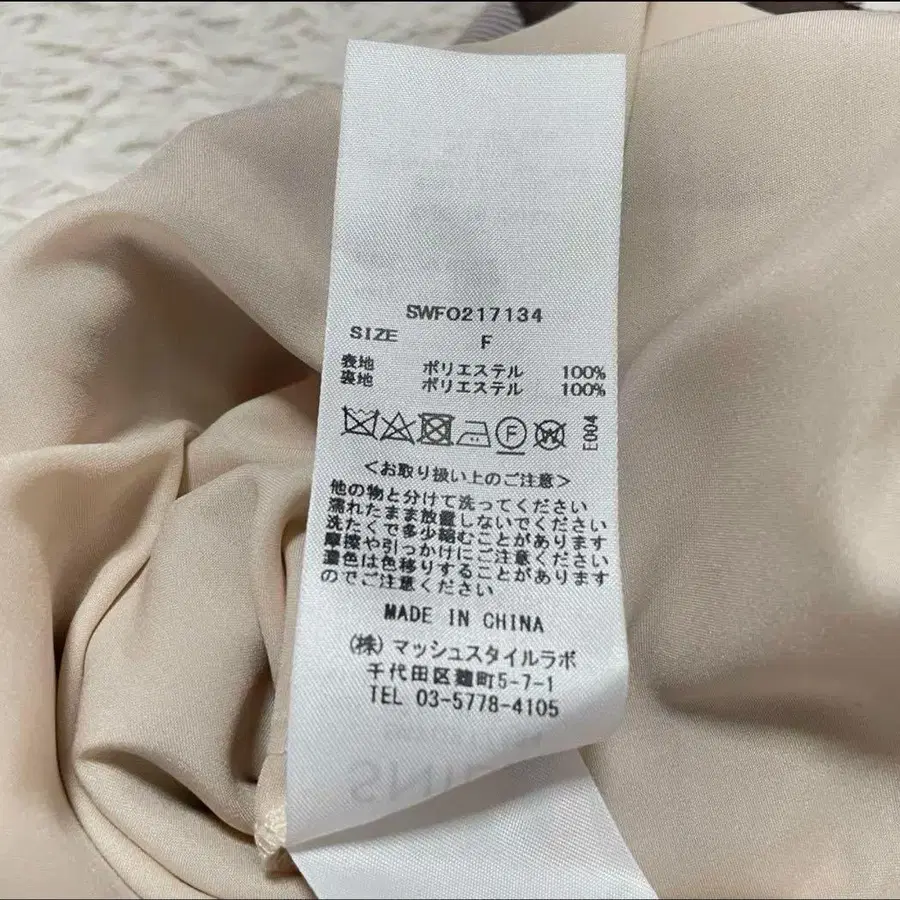 SWFO217134
SIZE F
表地 ポリエステル 100%
裏地 ポリエステル 100%
F W E004
<お取り扱い上のご注意>
他の物と分けて洗ってください
濡れたまま放置しないでください
洗たくで多少縮むことがあります
摩擦や引っかけにご注意ください
濃色は色移りすることがあります
のでご注意ください
MADE IN CHINA
(株)マッシュスタイルラボ
千代田区麹町5-7-1
TEL 03-5778-4105